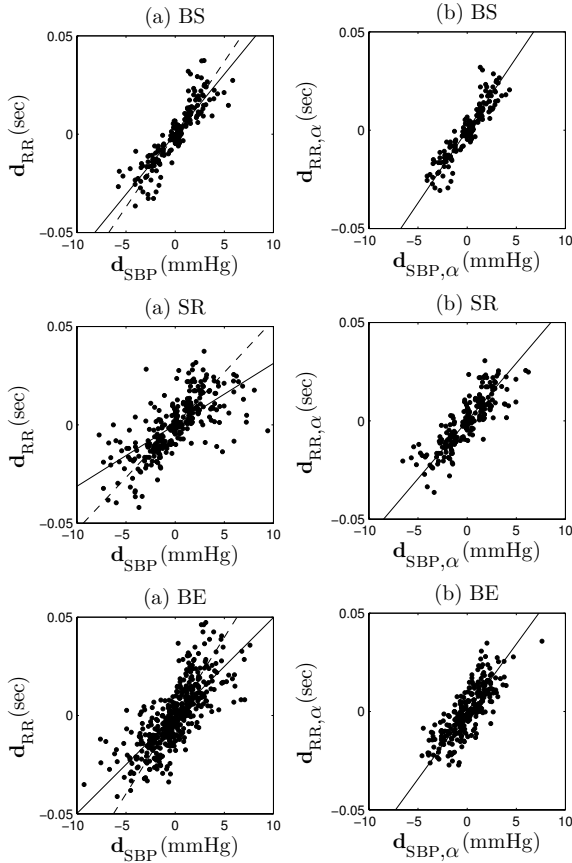 (a) BS
0.05
0
−0.05
−10 −5 0 5 10
d_RR(sec)
d_SBP(mmHg)
(b) BS
0.05
0
−0.05
−10 −5 0 5 10
d_RR,α(sec)
d_SBP,α(mmHg)
(a) SR
0.05
0
−0.05
−10 −5 0 5 10
d_RR(sec)
d_SBP(mmHg)
(b) SR
0.05
0
−0.05
−10 −5 0 5 10
d_RR,α(sec)
d_SBP,α(mmHg)
(a) BE
0.05
0
−0.05
−10 −5 0 5 10
d_RR(sec)
d_SBP(mmHg)
(b) BE
0.05
0
−0.05
−10 −5 0 5 10
d_RR,α(sec)
d_SBP,α(mmHg)